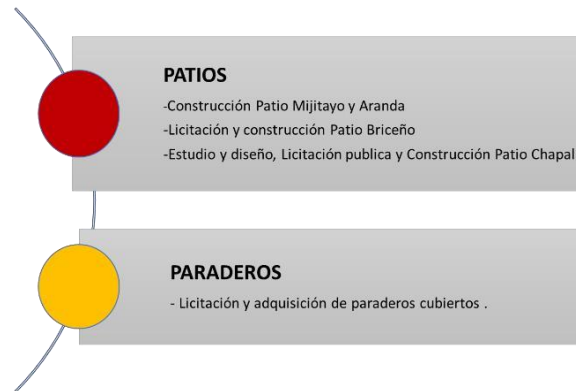 PATIOS
-Construcción Patio Mijitayo y Aranda
-Licitación y construcción Patio Briceño
-Estudio y diseño, Licitación publica y Construcción Patio Chapal
PARADEROS
- Licitación y adquisición de paraderos cubiertos .